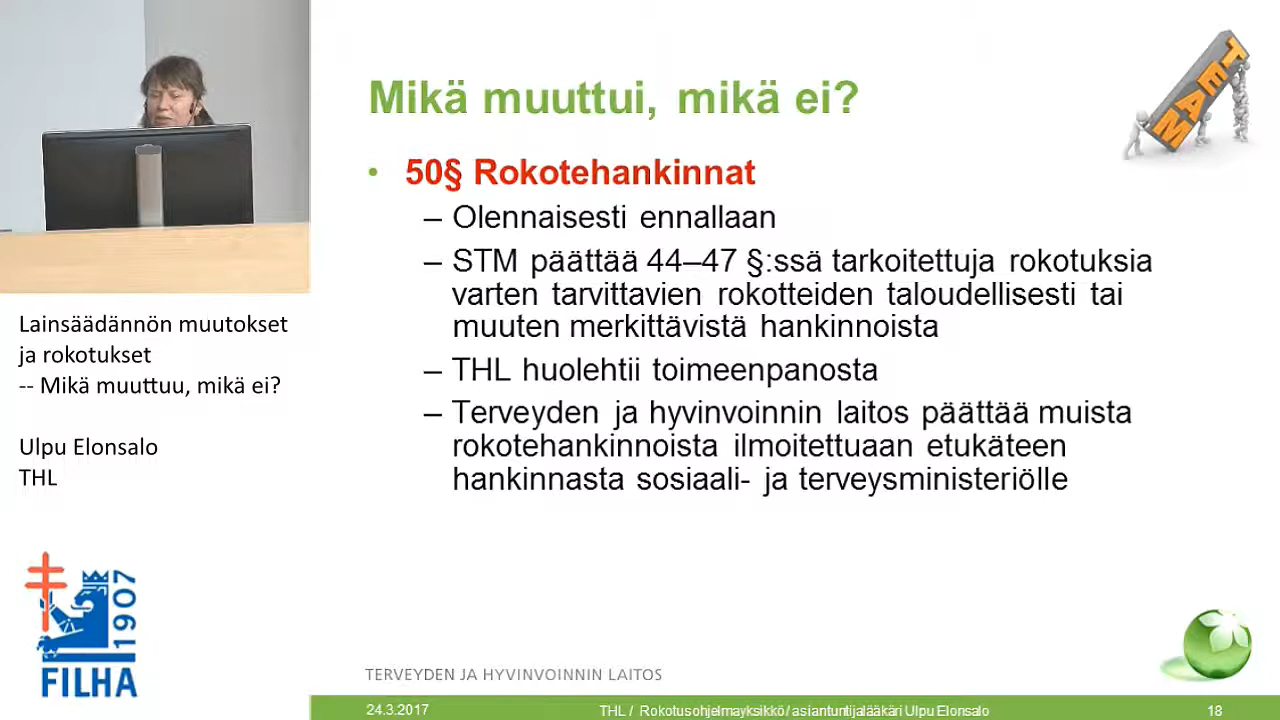 Mikä muuttui, mikä ei?
TEAM
• 50§ Rokotehankinnat
– Olennaisesti ennallaan
– STM päättää 44–47 §:ssä tarkoitettuja rokotuksia
varten tarvittavien rokotteiden taloudellisesti tai
muuten merkittävistä hankinnoista
– THL huolehtii toimeenpanosta
– Terveyden ja hyvinvoinnin laitos päättää muista
rokotehankinnoista ilmoitettuaan etukäteen
hankinnasta sosiaali- ja terveysministeriölle
Lainsäädännön muutokset
ja rokotukset
-- Mikä muuttuu, mikä ei?
Ulpu Elonsalo
THL
1907
FILHA
TERVEYDEN JA HYVINVOINNIN LAITOS
24.3.2017
THL / Rokotusohjelmayksikkö/ asiantuntijalääkäri Ulpu Elonsalo
18